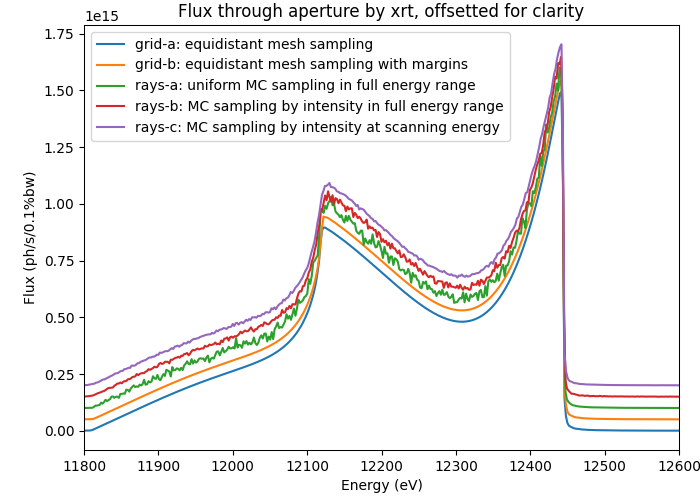 Flux through aperture by xrt, offsetted for clarity
1e15
grid-a: equidistant mesh sampling
grid-b: equidistant mesh sampling with margins
rays-a: uniform MC sampling in full energy range
rays-b: MC sampling by intensity in full energy range
rays-c: MC sampling by intensity at scanning energy
1.75
1.50
1.25
1.00
0.75
0.50
0.25
0.00
Flux (ph/s/0.1%bw)
11800 11900 12000 12100 12200 12300 12400 12500 12600
Energy (eV)